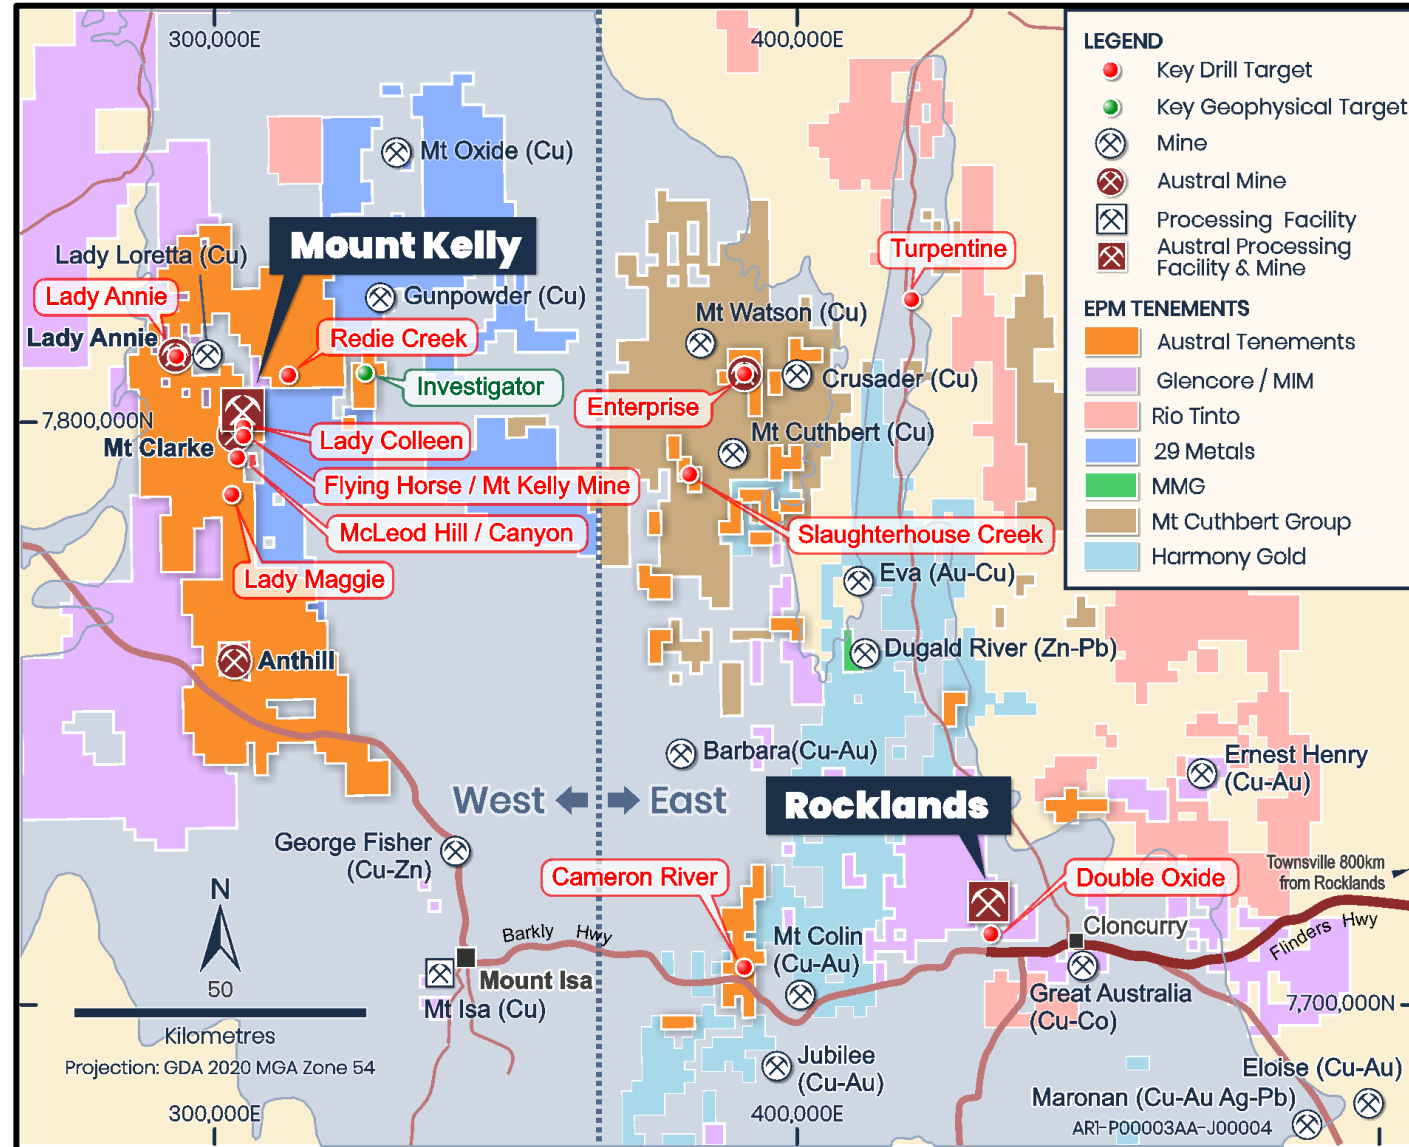 300,000E
400,000E
LEGEND
Key Drill Target
Key Geophysical Target
Mine
Austral Mine
Processing Facility
Austral Processing
Facility & Mine
EPM TENEMENTS
Austral Tenements
Glencore / MIM
Rio Tinto
29 Metals
MMG
Mt Cuthbert Group
Harmony Gold
Mt Oxide (Cu)
Mount Kelly
Lady Loretta (Cu)
Lady Annie
Lady Annie
Gunpowder (Cu)
Redie Creek
Investigator
7,800,000N
Mt Clarke
Lady Colleen
Flying Horse / Mt Kelly Mine
McLeod Hill / Canyon
Lady Maggie
Anthill
Turpentine
Mt Watson (Cu)
Crusader (Cu)
Enterprise
Mt Cuthbert (Cu)
Slaughterhouse Creek
Eva (Au-Cu)
Dugald River (Zn-Pb)
Barbara(Cu-Au)
West
East
Rocklands
Ernest Henry
(Cu-Au)
George Fisher
(Cu-Zn)
Cameron River
Double Oxide
Townsville 800km
from Rocklands
Cloncurry
Flinders Hwy
Barkly Hwy
Mt Colin
(Cu-Au)
Mount Isa
Mt Isa (Cu)
Great Australia
(Cu-Co)
7,700,000N
N
50
Kilometres
Projection: GDA 2020 MGA Zone 54
Jubilee
(Cu-Au)
Eloise (Cu-Au)
Maronan (Cu-Au Ag-Pb)
300,000E
400,000E
AR1-P00003AA-J00004